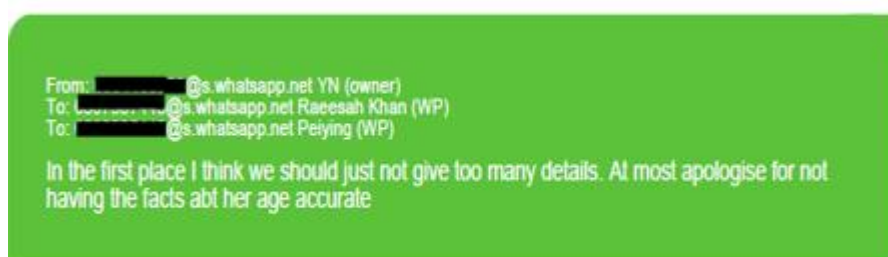 From: @s.whatsapp.net YN (owner)
To: @s.whatsapp.net Raeesah Khan (WP)
To: @s.whatsapp.net Peiying (WP)
In the first place I think we should just not give too many details. At most apologise for not
having the facts abt her age accurate